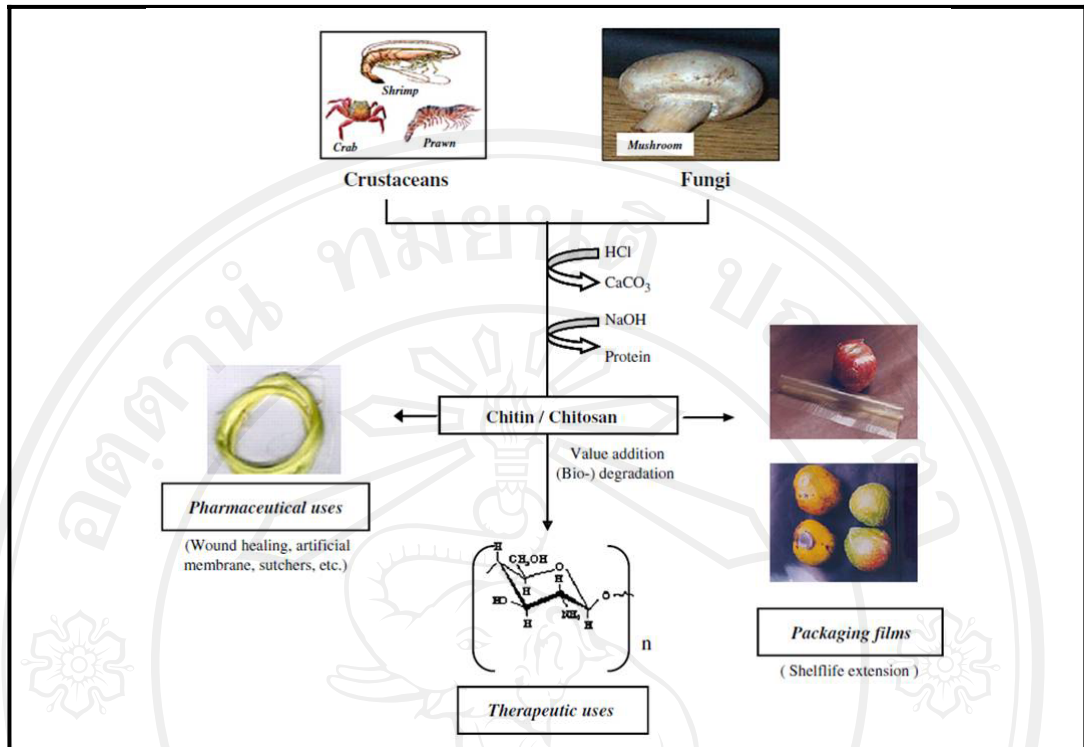 Shrimp
Crab
Prawn
Mushroom
Crustaceans
Fungi
HCl
CaCO₃
NaOH
Protein
Chitin / Chitosan
Value addition
(Bio-) degradation
Pharmaceutical uses
(Wound healing, artificial
membrane, sutchers, etc.)
H
CH₂OH
O
H
H
HO
NH₂
O
H
H
n
Therapeutic uses
Packaging films
( Shelflife extension )